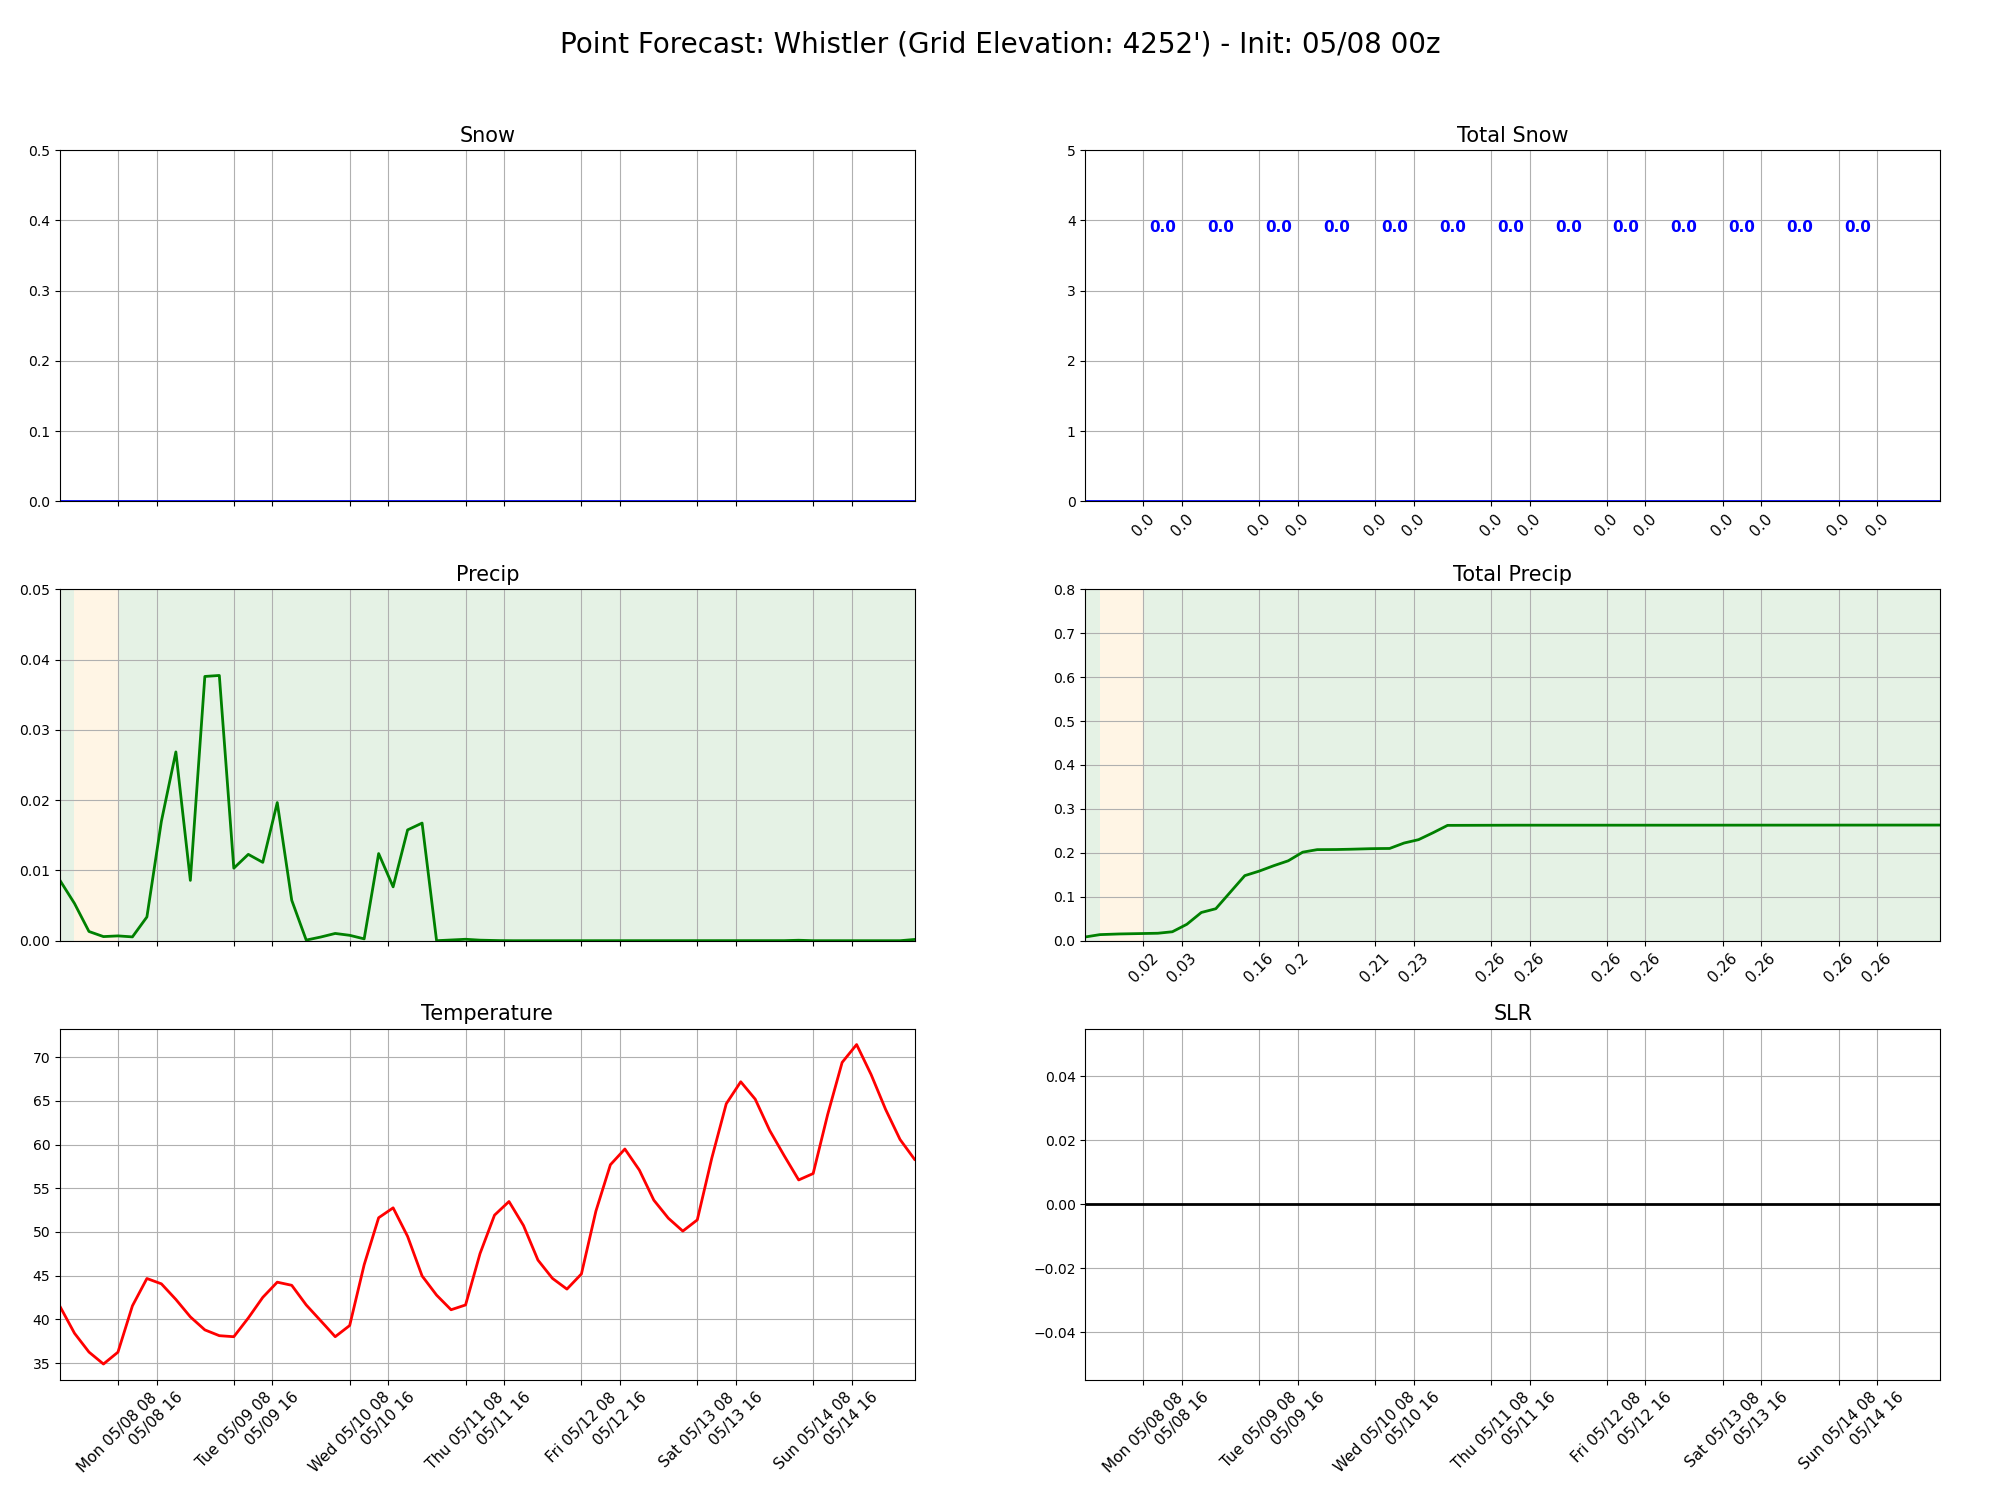 Point Forecast: Whistler (Grid Elevation: 4252') - Init: 05/08 00z
Snow
0.5
0.4
0.3
0.2
0.1
0.0
Total Snow
5
4
3
2
1
0
0.0 0.0 0.0 0.0 0.0 0.0 0.0 0.0 0.0 0.0 0.0 0.0 0.0
0.0 0.0 0.0 0.0 0.0 0.0 0.0 0.0 0.0 0.0 0.0 0.0 0.0 0.0
Precip
0.05
0.04
0.03
0.02
0.01
0.00
Total Precip
0.8
0.7
0.6
0.5
0.4
0.3
0.2
0.1
0.0
0.02 0.03 0.16 0.2 0.21 0.23 0.26 0.26 0.26 0.26 0.26 0.26 0.26 0.26
Temperature
70
65
60
55
50
45
40
35
Mon 05/08 08
05/08 16
Tue 05/09 08
05/09 16
Wed 05/10 08
05/10 16
Thu 05/11 08
05/11 16
Fri 05/12 08
05/12 16
Sat 05/13 08
05/13 16
Sun 05/14 08
05/14 16
SLR
0.04
0.02
0.00
−0.02
−0.04
Mon 05/08 08
05/08 16
Tue 05/09 08
05/09 16
Wed 05/10 08
05/10 16
Thu 05/11 08
05/11 16
Fri 05/12 08
05/12 16
Sat 05/13 08
05/13 16
Sun 05/14 08
05/14 16